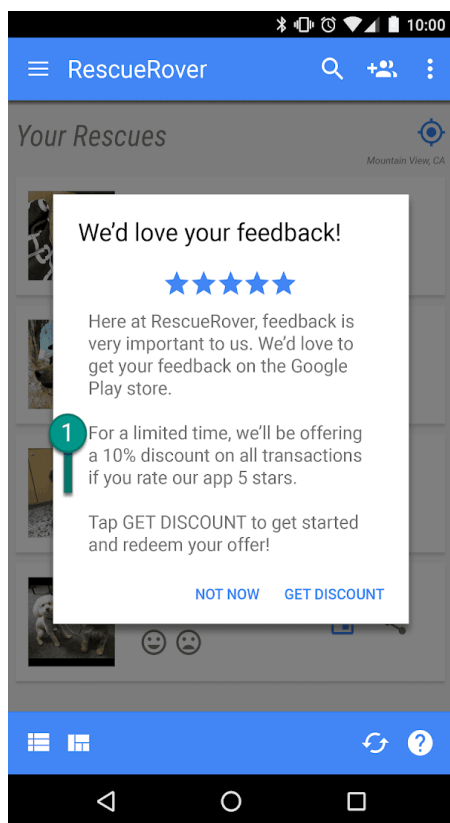 10:00
RescueRover
Your Rescues
Mountain View, CA
We'd love your feedback!
Here at RescueRover, feedback is
very important to us. We'd love to
get your feedback on the Google
Play store.
1
For a limited time, we'll be offering
a 10% discount on all transactions
if you rate our app 5 stars.
Tap GET DISCOUNT to get started
and redeem your offer!
NOT NOW GET DISCOUNT